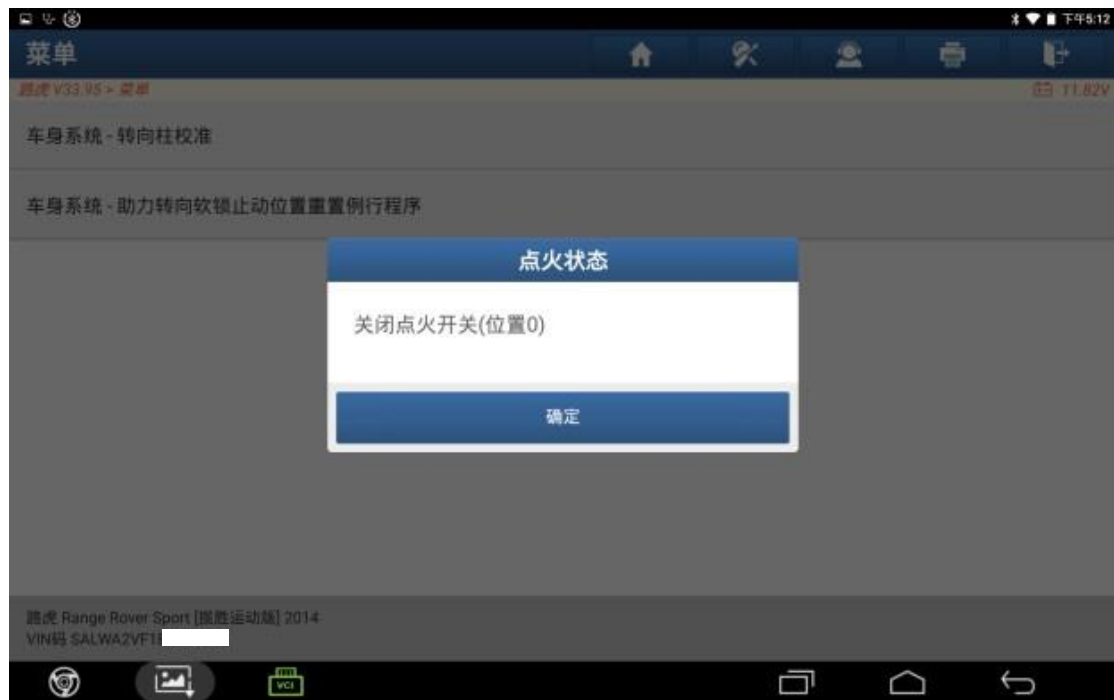 下午5:12
菜单
路虎 V33.95 > 菜单
11.82V
车身系统 - 转向柱校准
车身系统 - 助力转向软锁止动位置重置例行程序
点火状态
关闭点火开关(位置0)
确定
路虎 Range Rover Sport [揽胜运动版] 2014
VIN码 SALWA2VF1
VCI